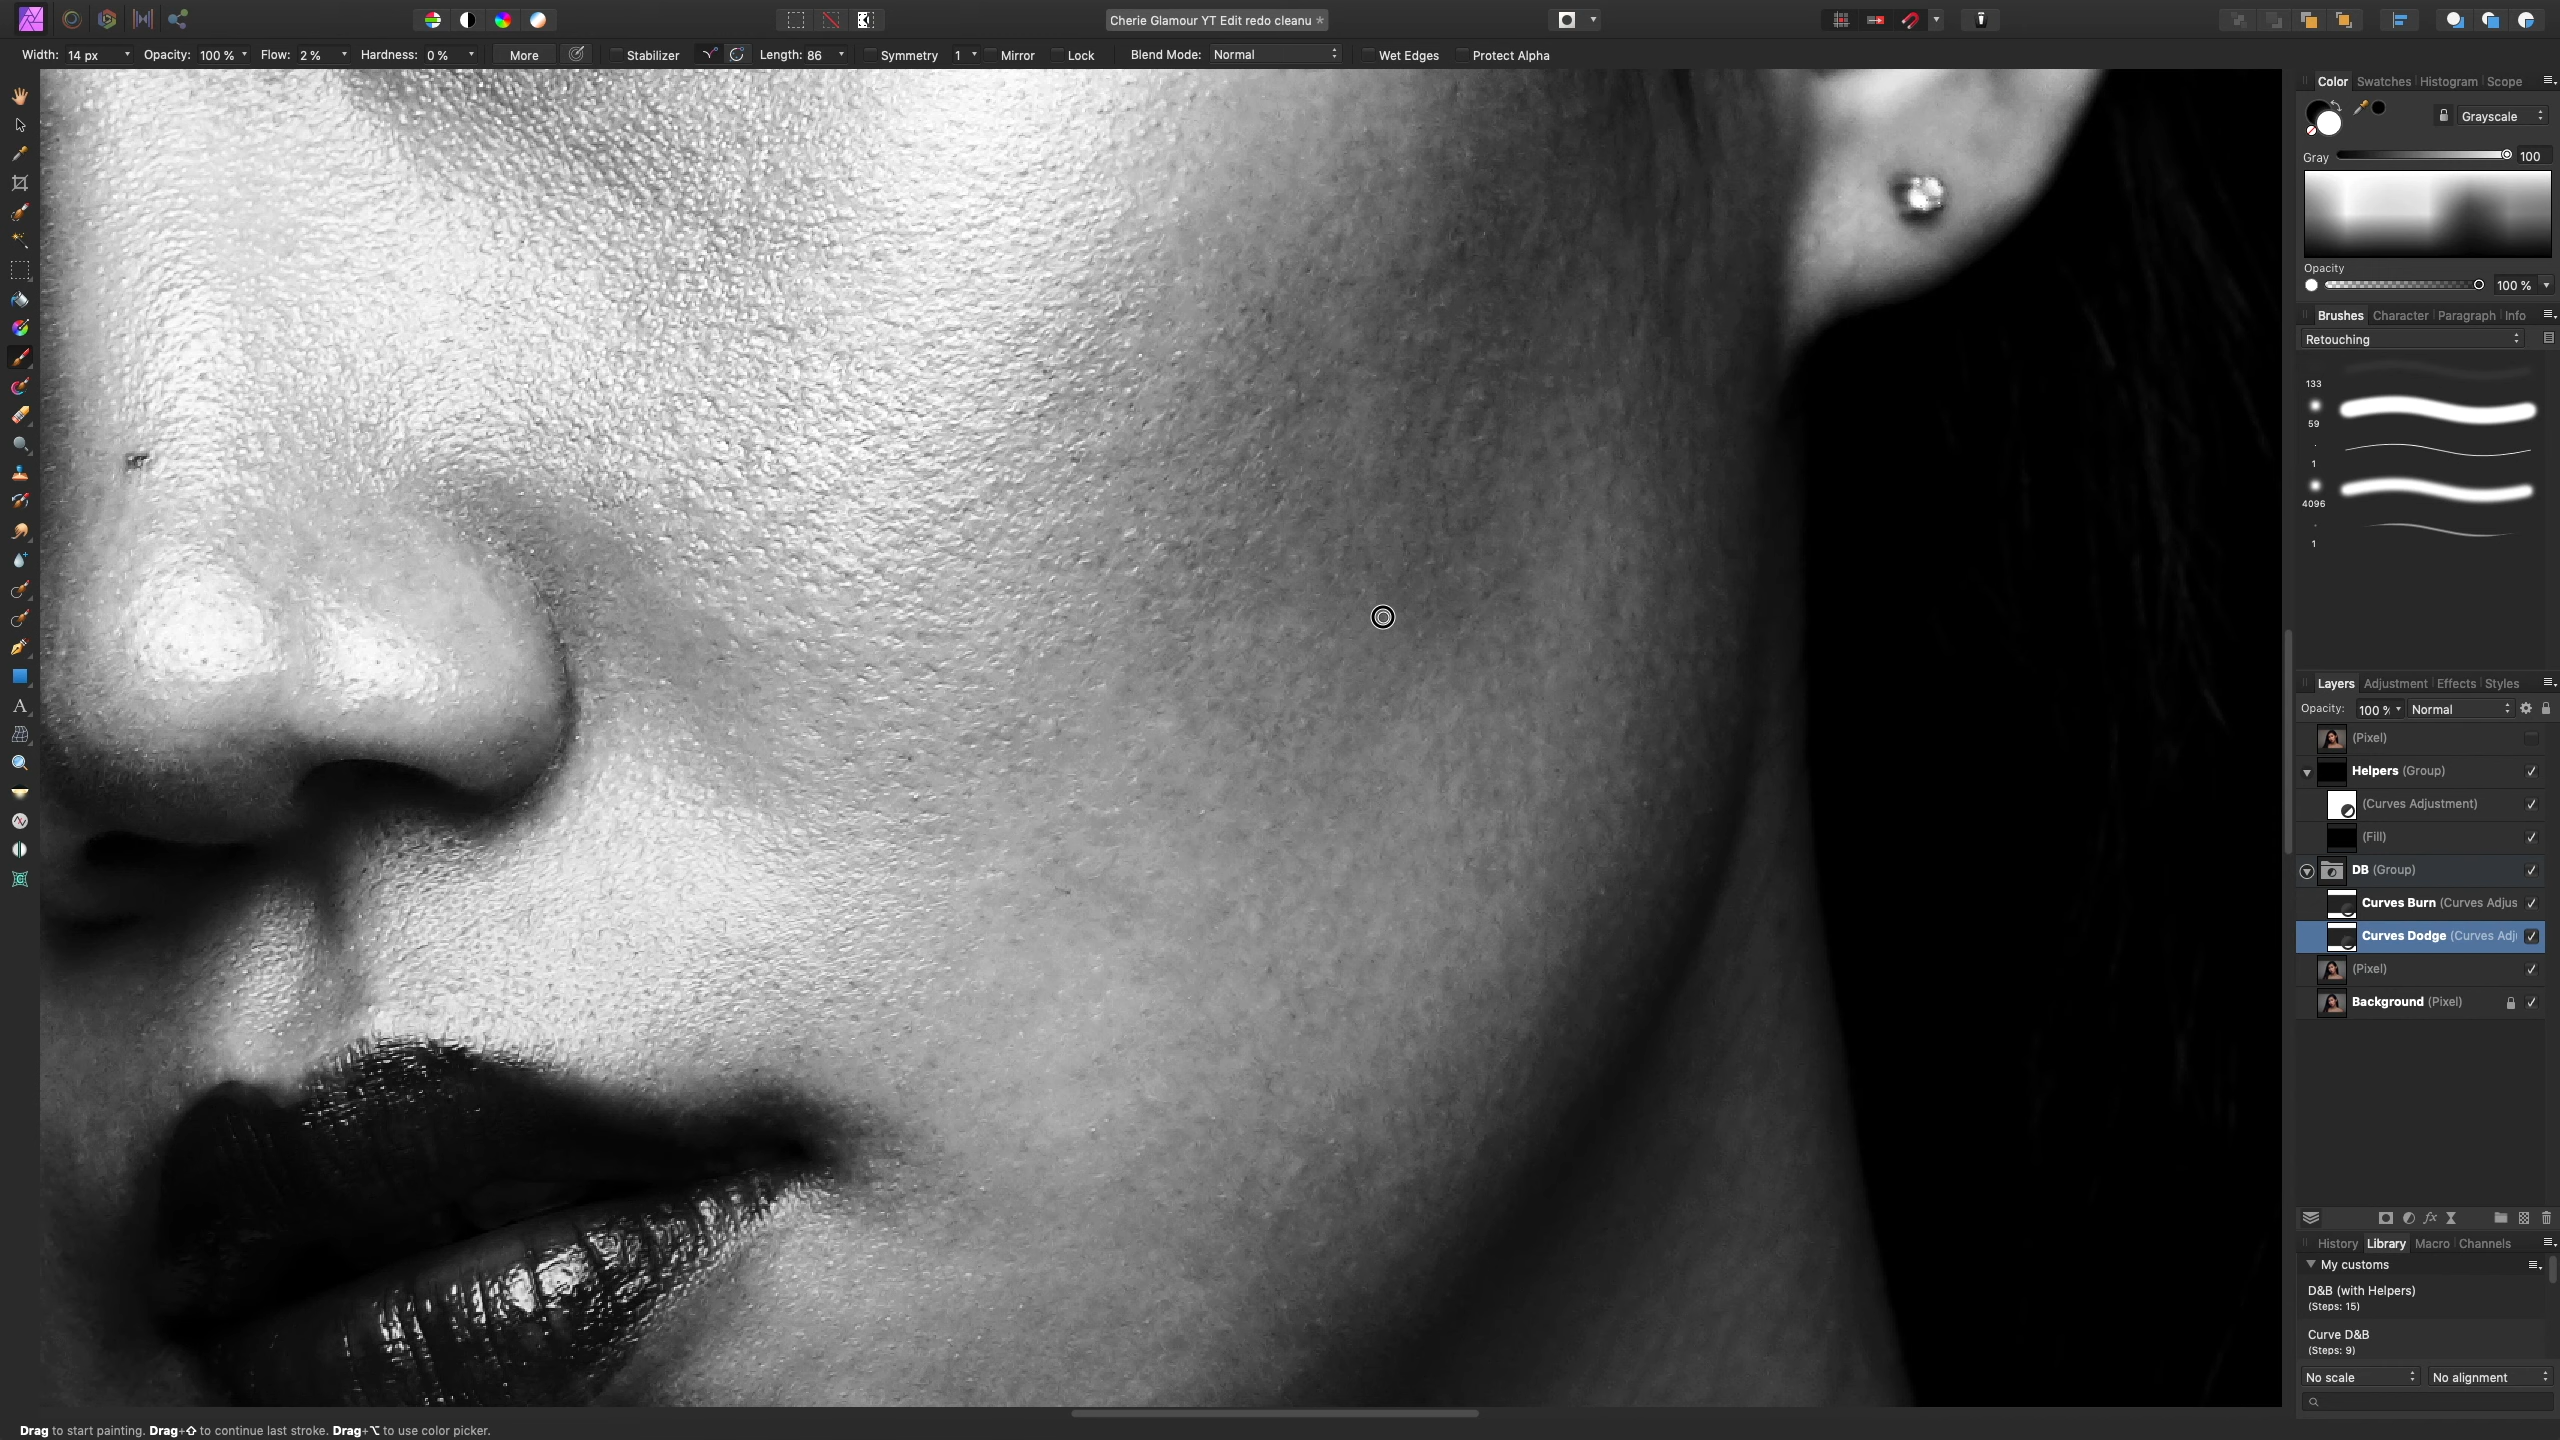 Cherie Glamour YT Edit redo cleanu *
Width: 14 px Opacity: 100 % Flow: 2 % Hardness: 0 % More Stabilizer Length: 86 Symmetry 1 Mirror Lock Blend Mode: Normal Wet Edges Protect Alpha
Color Swatches Histogram Scope
Grayscale
Gray 100
Opacity
100 %
Brushes Character Paragraph Info
Retouching
133
59
1
4096
1
Layers Adjustment Effects Styles
Opacity: 100 % Normal
(Pixel)
Helpers (Group)
(Curves Adjustment)
(Fill)
DB (Group)
Curves Burn (Curves Adjus
Curves Dodge (Curves Adj
(Pixel)
Background (Pixel)
History Library Macro Channels
My customs
D&B (with Helpers)
(Steps: 15)
Curve D&B
(Steps: 9)
No scale No alignment
Drag to start painting. Drag+⇧ to continue last stroke. Drag+⌥ to use color picker.